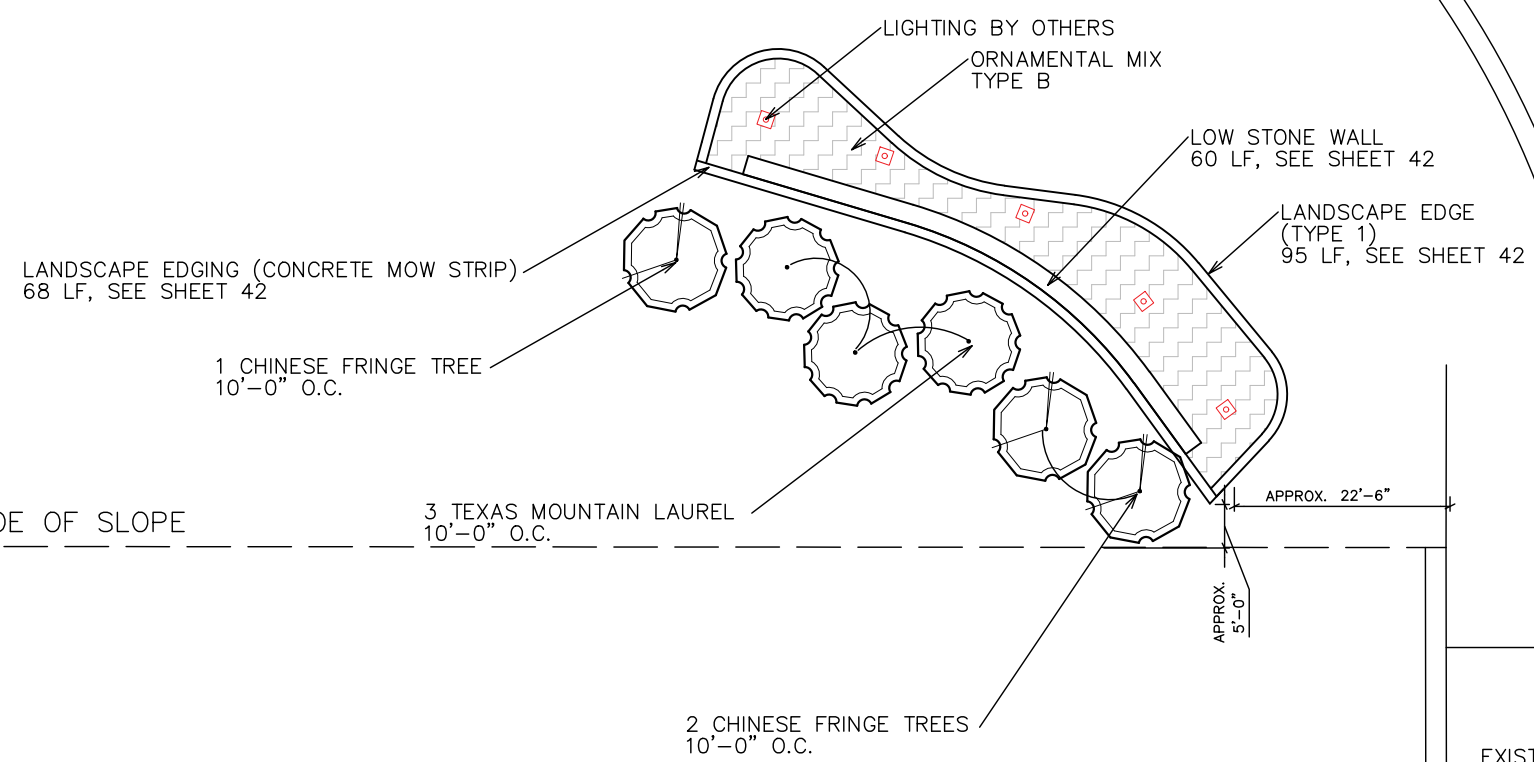 LIGHTING BY OTHERS
ORNAMENTAL MIX
TYPE B
LOW STONE WALL
60 LF, SEE SHEET 42
LANDSCAPE EDGE
(TYPE 1)
95 LF, SEE SHEET 42
LANDSCAPE EDGING (CONCRETE MOW STRIP)
68 LF, SEE SHEET 42
1 CHINESE FRINGE TREE
10'-0" O.C.
3 TEXAS MOUNTAIN LAUREL
10'-0" O.C.
APPROX. 22'-6"
OF SLOPE
APPROX.
5'-0"
2 CHINESE FRINGE TREES
10'-0" O.C.